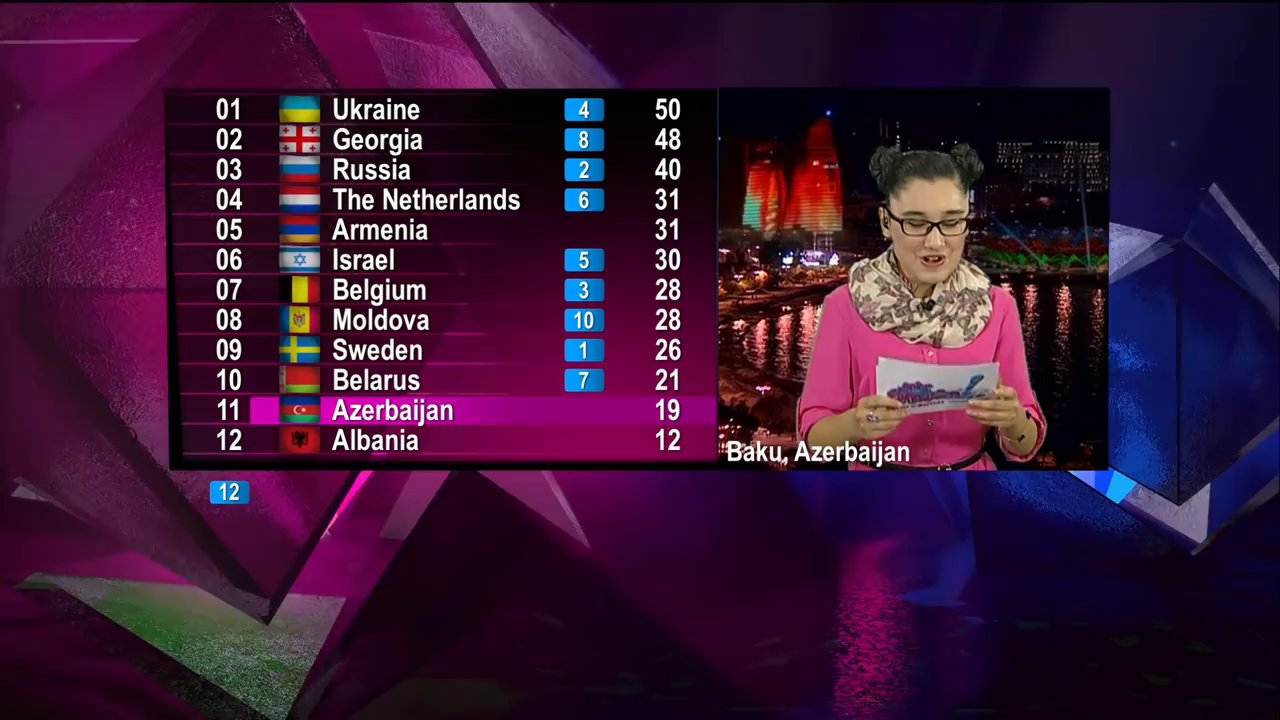 01 Ukraine 4 50
02 Georgia 8 48
03 Russia 2 40
04 The Netherlands 6 31
05 Armenia 31
06 Israel 5 30
07 Belgium 3 28
08 Moldova 10 28
09 Sweden 1 26
10 Belarus 7 21
11 Azerbaijan 19
12 Albania 12
Baku, Azerbaijan
12